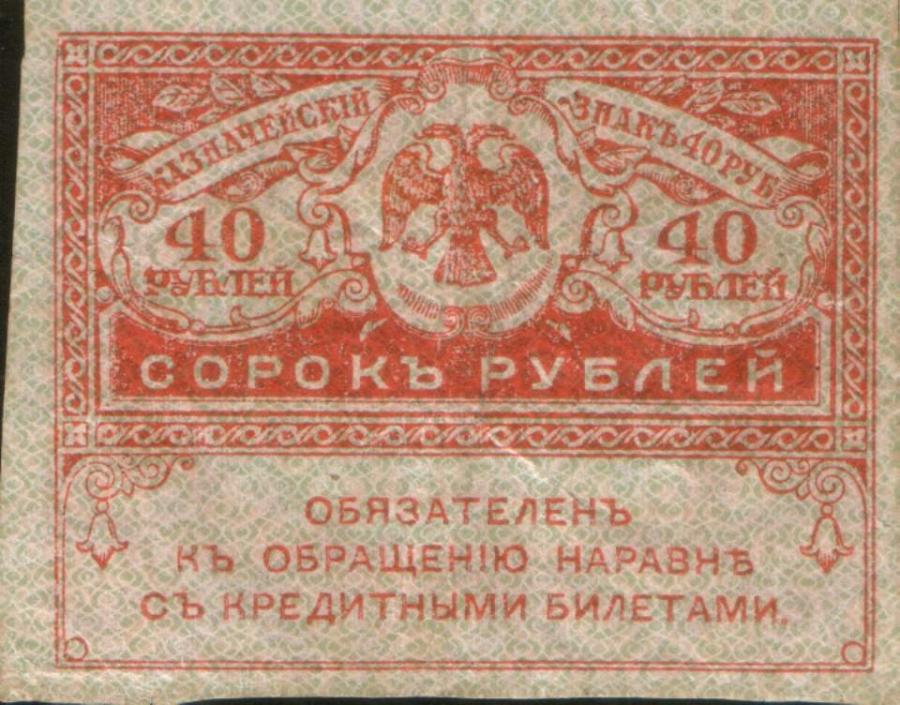 КАЗНАЧЕЙСКІЙ
ЗНАКЪ 40 РУБ
40
РУБЛЕЙ
40
РУБЛЕЙ
СОРОКЪ РУБЛЕЙ
ОБЯЗАТЕЛЕНЪ
КЪ ОБРАЩЕНІЮ НАРАВНѢ
СЪ КРЕДИТНЫМИ БИЛЕТАМИ.